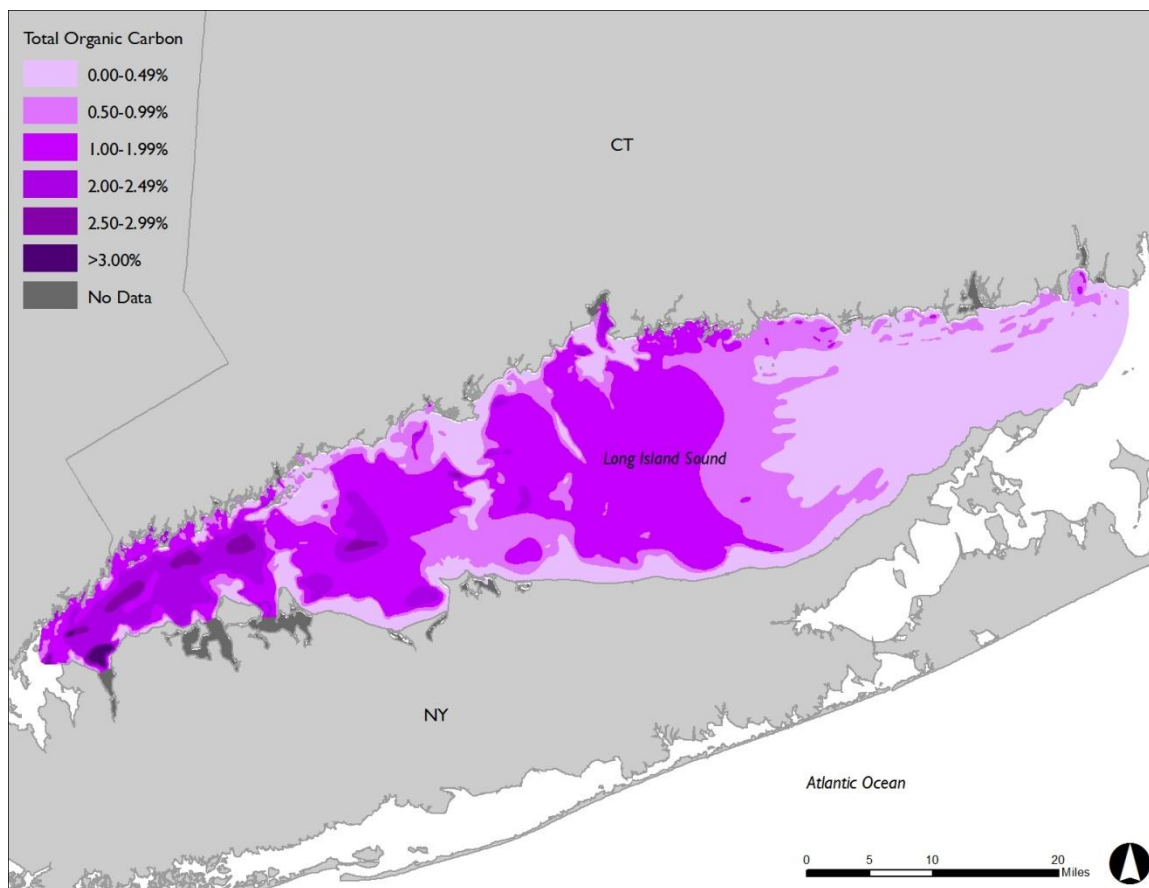 Total Organic Carbon
0.00-0.49%
0.50-0.99%
1.00-1.99%
2.00-2.49%
2.50-2.99%
>3.00%
No Data
CT
Long Island Sound
NY
Atlantic Ocean
0 5 10 20
Miles